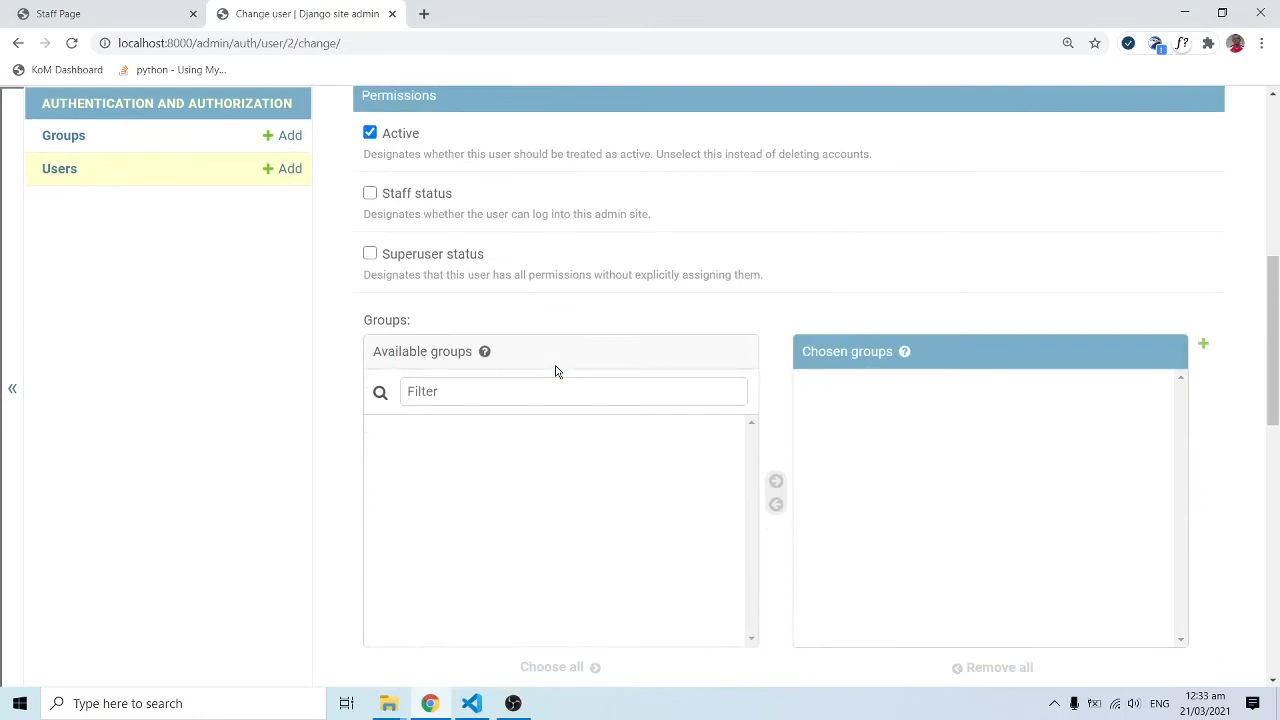 Staff Page
Change user | Django site admin
localhost:8000/admin/auth/user/2/change/
KoM Dashboard
python - Using My...
AUTHENTICATION AND AUTHORIZATION
Groups
Add
Users
Add
Permissions
Active
Designates whether this user should be treated as active. Unselect this instead of deleting accounts.
Staff status
Designates whether the user can log into this admin site.
Superuser status
Designates that this user has all permissions without explicitly assigning them.
Groups:
Available groups
Filter
Chosen groups
Choose all
Remove all
Type here to search
ENG
12:33 am
21/03/2021